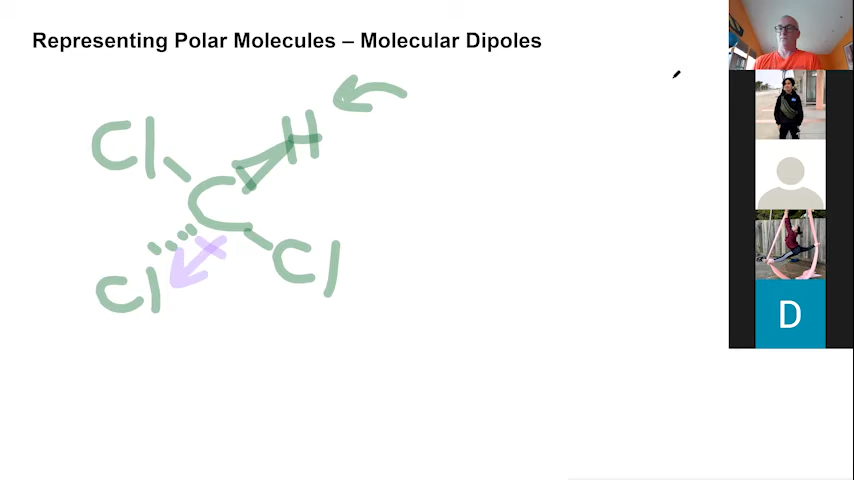 Representing Polar Molecules – Molecular Dipoles
Cl H
C
Cl Cl
D